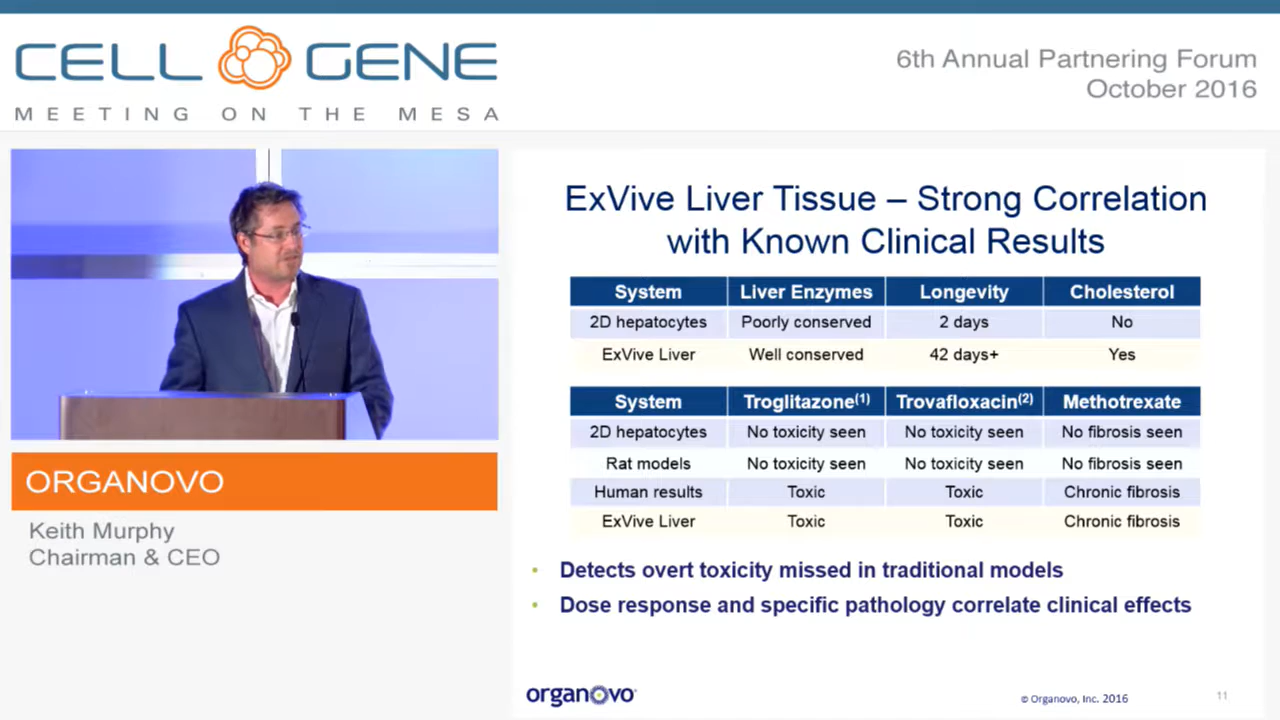 CELL GENE
MEETING ON THE MESA
6th Annual Partnering Forum
October 2016
ORGANOVO
Keith Murphy
Chairman & CEO
ExVive Liver Tissue – Strong Correlation
with Known Clinical Results
System Liver Enzymes Longevity Cholesterol
2D hepatocytes Poorly conserved 2 days No
ExVive Liver Well conserved 42 days+ Yes
System Troglitazone(1) Trovafloxacin(2) Methotrexate
2D hepatocytes No toxicity seen No toxicity seen No fibrosis seen
Rat models No toxicity seen No toxicity seen No fibrosis seen
Human results Toxic Toxic Chronic fibrosis
ExVive Liver Toxic Toxic Chronic fibrosis
• Detects overt toxicity missed in traditional models
• Dose response and specific pathology correlate clinical effects
organovo
© Organovo, Inc. 2016
11